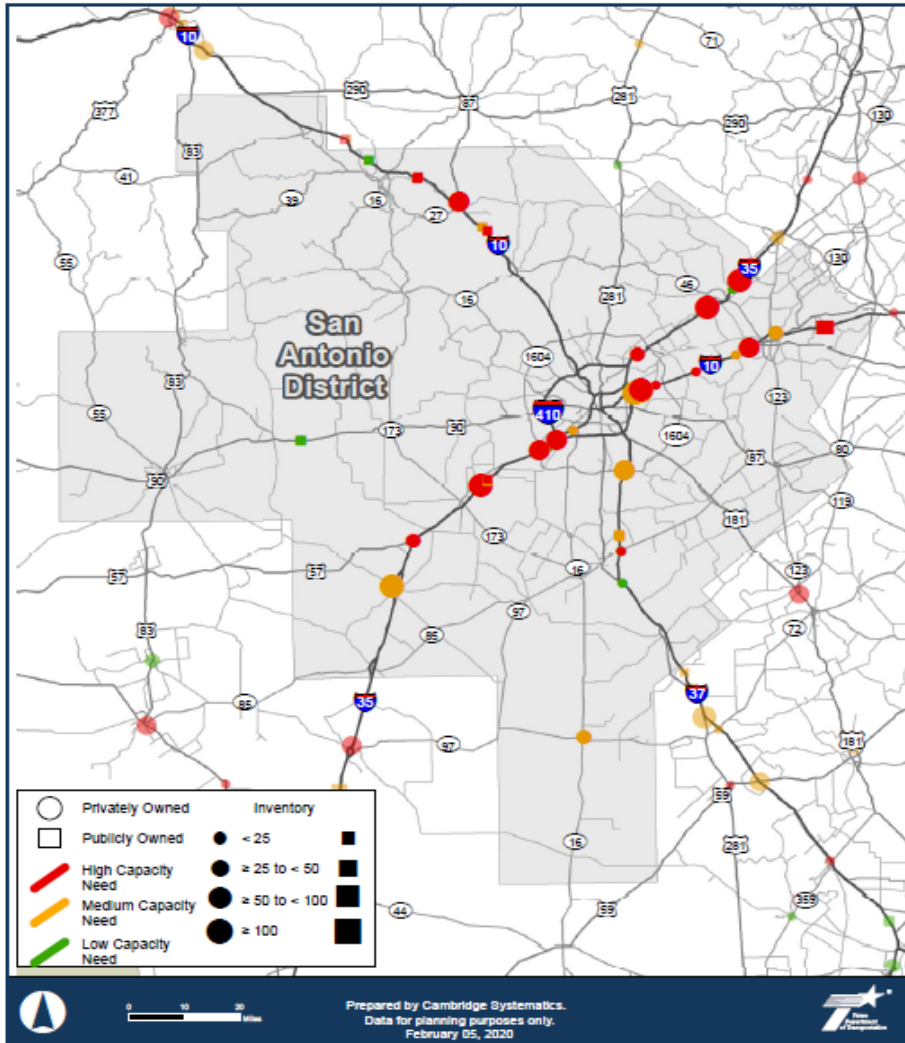 10
71
290
87
281
290
130
377
83
41
39
16
27
10
55
16
46
35
130
281
San
Antonio
District
1604
10
83
410
123
55
173
90
1604
87
80
90
119
181
173
57
57
16
123
97
72
83
85
85
35
97
37
181
59
281
16
44
59
359
Privately Owned
Inventory
Publicly Owned
< 25
High Capacity
Need
≥ 25 to < 50
Medium Capacity
Need
≥ 50 to < 100
Low Capacity
Need
≥ 100
0 10 20
Miles
Prepared by Cambridge Systematics.
Data for planning purposes only.
February 05, 2020
Texas
Department
of Transportation